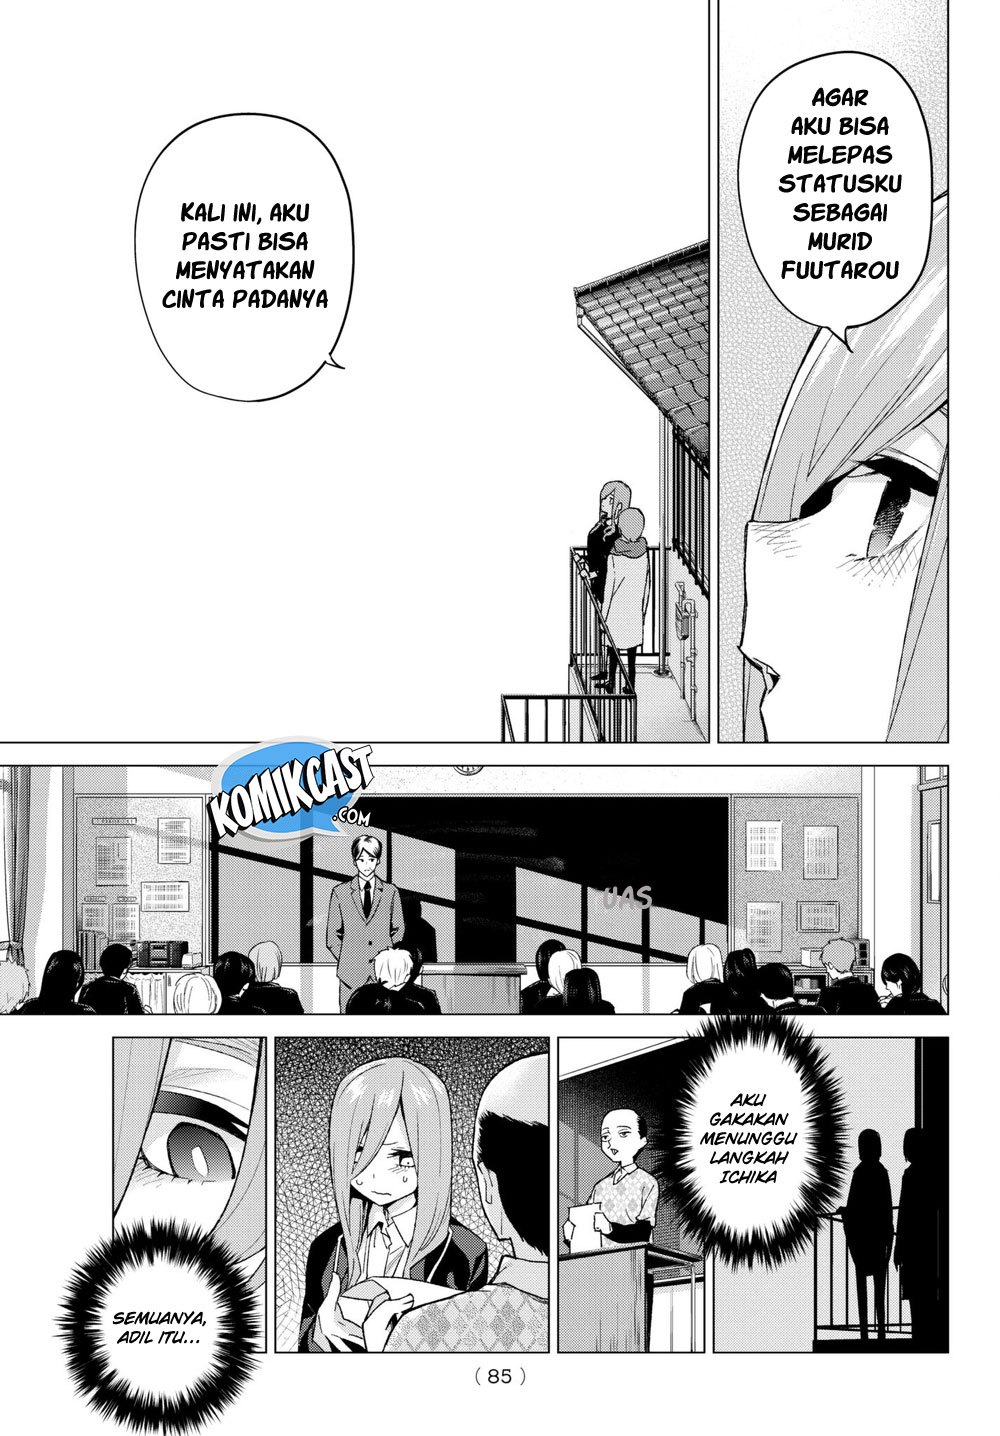 AGAR
AKU BISA
MELEPAS
STATUSKU
SEBAGAI
MURID
FUUTAROU
KALI INI, AKU
PASTI BISA
MENYATAKAN
CINTA PADANYA
KOMIKCAST
.COM
UAS
AKU
GAKAKAN
MENUNGGU
LANGKAH
ICHIKA
SEMUANYA,
ADIL ITU...
( 85 )